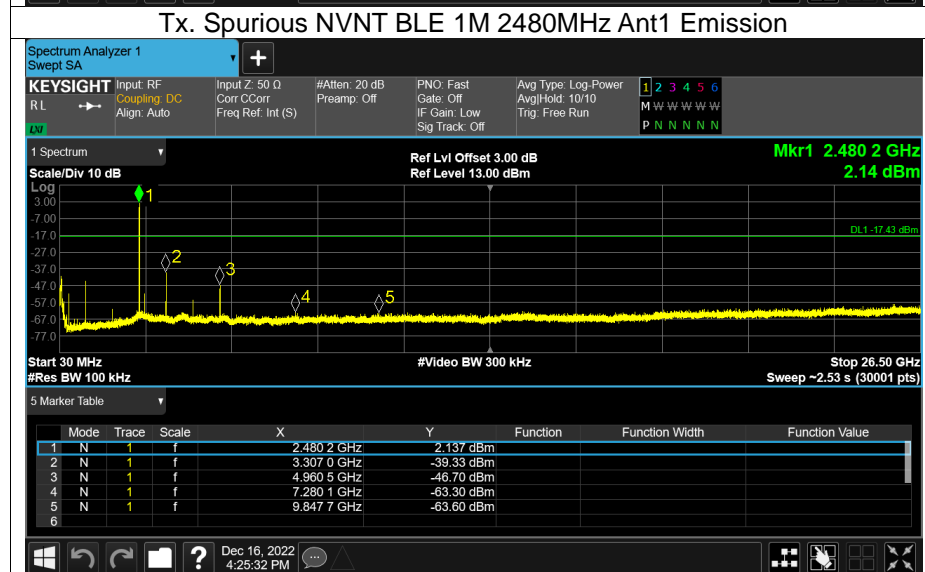 Tx. Spurious NVNT BLE 1M 2480MHz Ant1 Emission
Spectrum Analyzer 1
Swept SA
+
KEYSIGHT
RL
LXI
Input: RF
Coupling: DC
Align: Auto
Input Z: 50 Ω
Corr CCorr
Freq Ref: Int (S)
#Atten: 20 dB
Preamp: Off
PNO: Fast
Gate: Off
IF Gain: Low
Sig Track: Off
Avg Type: Log-Power
Avg|Hold: 10/10
Trig: Free Run
1 2 3 4 5 6
M W W W W W
P N N N N N
1 Spectrum
Scale/Div 10 dB
Ref Lvl Offset 3.00 dB
Ref Level 13.00 dBm
Mkr1 2.480 2 GHz
2.14 dBm
Log
3.00
-7.00
-17.0
-27.0
-37.0
-47.0
-57.0
-67.0
-77.0
1
2
3
4
5
DL1 -17.43 dBm
Start 30 MHz
#Video BW 300 kHz
Stop 26.50 GHz
#Res BW 100 kHz
Sweep ~2.53 s (30001 pts)
5 Marker Table
Mode Trace Scale X Y Function Function Width Function Value
1 N 1 f 2.480 2 GHz 2.137 dBm
2 N 1 f 3.307 0 GHz -39.33 dBm
3 N 1 f 4.960 5 GHz -46.70 dBm
4 N 1 f 7.280 1 GHz -63.30 dBm
5 N 1 f 9.847 7 GHz -63.60 dBm
6
?
Dec 16, 2022
4:25:32 PM